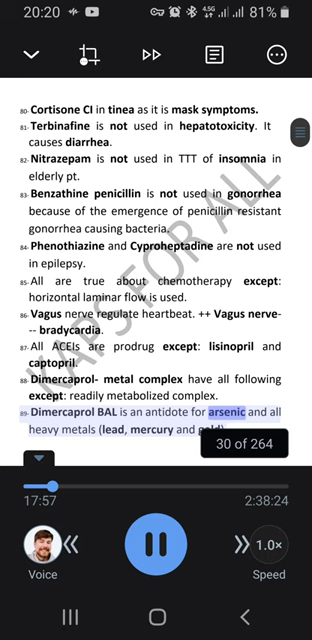 20:20
4.5G
81%
80- Cortisone CI in tinea as it is mask symptoms.
81- Terbinafine is not used in hepatotoxicity. It
causes diarrhea.
82- Nitrazepam is not used in TTT of insomnia in
elderly pt.
83- Benzathine penicillin is not used in gonorrhea
because of the emergence of penicillin resistant
gonorrhea causing bacteria.
84- Phenothiazine and Cyproheptadine are not used
in epilepsy.
85- All are true about chemotherapy except:
horizontal laminar flow is used.
86- Vagus nerve regulate heartbeat. ++ Vagus nerve-
-- bradycardia.
87- All ACEIs are prodrug except: lisinopril and
captopril.
88- Dimercaprol- metal complex have all following
except: readily metabolized complex.
89- Dimercaprol BAL is an antidote for arsenic and all
heavy metals (lead, mercury and gold).
KAPS FOR ALL
30 of 264
17:57
2:38:24
1.0×
Voice
Speed